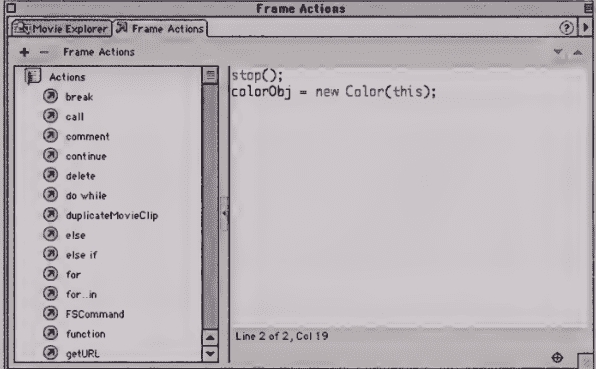 Frame Actions
Movie Explorer Frame Actions ?
+ − Frame Actions
Actions
break
call
comment
continue
delete
do while
duplicateMovieClip
else
else if
for
for..in
FSCommand
function
getURL
stop();
colorObj = new Color(this);
Line 2 of 2, Col 19